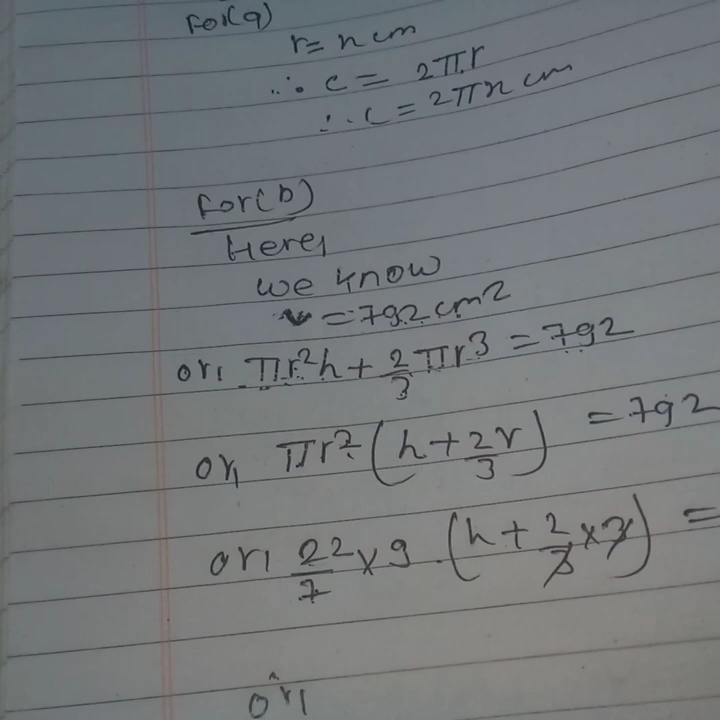 For(a)
r= x cm
∴ c = 2πr
∴ c = 2πx cm
For(b)
Here,
we know
v =792 cm2
or, πr²h + 2/3 πr3 = 792
or, πr² (h + 2r/3) = 792
or, 22/7 × 9 (h + 2/3 × 3) =
or,